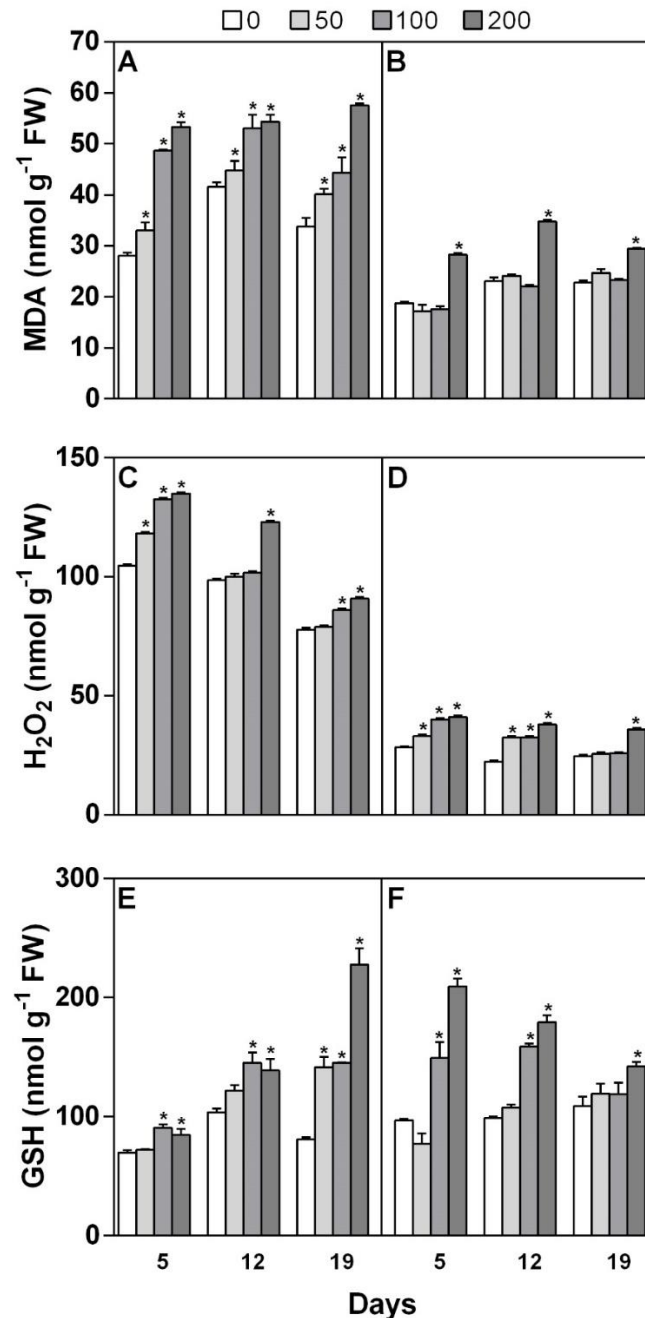 0 50 100 200
A B
MDA (nmol g⁻¹ FW)
70
60
50
40
30
20
10
0
* * * * * * * * *
* * *
C D
H₂O₂ (nmol g⁻¹ FW)
150
100
50
0
* * * * * *
* * * * * * *
E F
GSH (nmol g⁻¹ FW)
300
200
100
0
* * * * * * *
* * * * *
5 12 19 5 12 19
Days